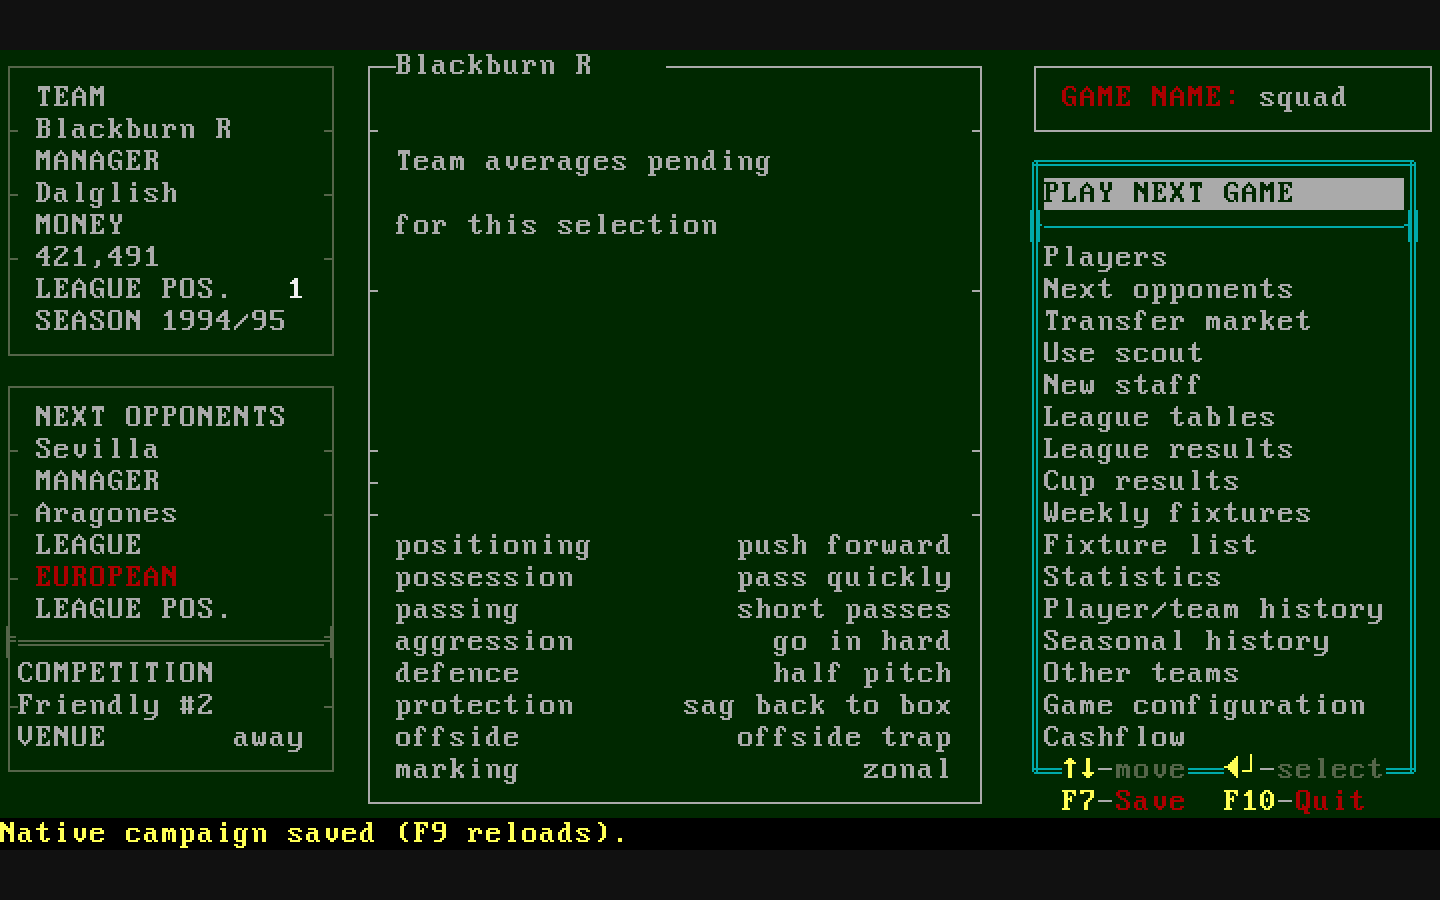 TEAM
Blackburn R
MANAGER
Dalglish
MONEY
421,491
LEAGUE POS. 1
SEASON 1994/95
NEXT OPPONENTS
Sevilla
MANAGER
Aragones
LEAGUE
EUROPEAN
LEAGUE POS.
COMPETITION
Friendly #2
VENUE away
Blackburn R
Team averages pending
for this selection
positioning push forward
possession pass quickly
passing short passes
aggression go in hard
defence half pitch
protection sag back to box
offside offside trap
marking zonal
GAME NAME: squad
PLAY NEXT GAME
Players
Next opponents
Transfer market
Use scout
New staff
League tables
League results
Cup results
Weekly fixtures
Fixture list
Statistics
Player/team history
Seasonal history
Other teams
Game configuration
Cashflow
↑↓-move ◄┘-select
F7-Save F10-Quit
Native campaign saved (F9 reloads).